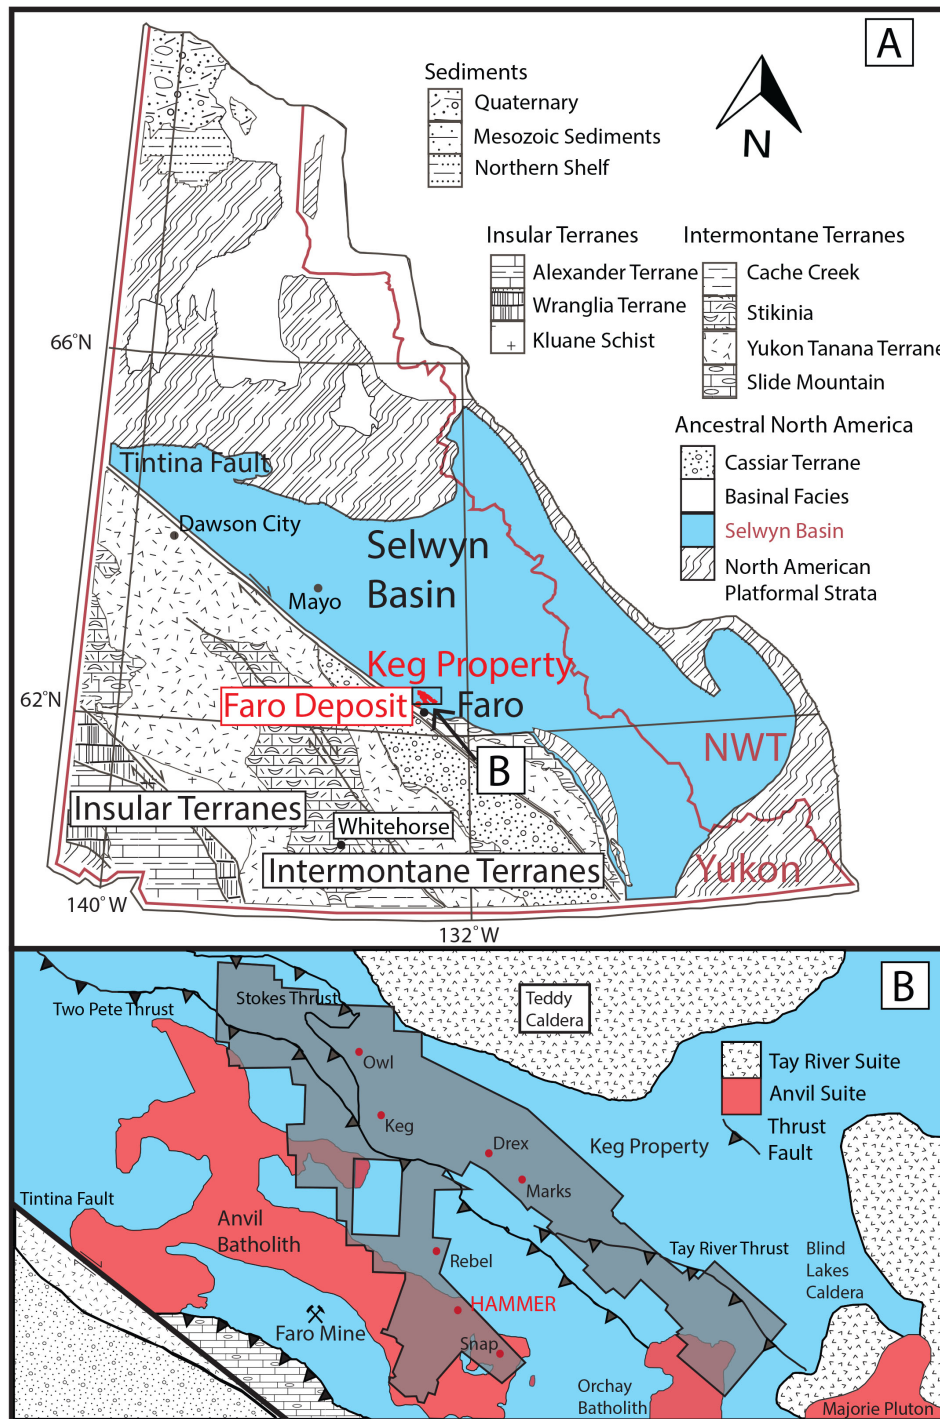 A
Sediments
Quaternary
Mesozoic Sediments
Northern Shelf
N
Insular Terranes
Alexander Terrane
Wranglia Terrane
Kluane Schist
Intermontane Terranes
Cache Creek
Stikinia
Yukon Tanana Terrane
Slide Mountain
Ancestral North America
Cassiar Terrane
Basinal Facies
Selwyn Basin
North American
Platformal Strata
66°N
Tintina Fault
Dawson City
Selwyn
Basin
Mayo
Keg Property
62°N
Faro Deposit
Faro
B
NWT
Insular Terranes
Whitehorse
Intermontane Terranes
Yukon
140°W
132°W
B
Two Pete Thrust
Stokes Thrust
Teddy
Caldera
Tay River Suite
Anvil Suite
Thrust
Fault
Owl
Keg
Drex
Keg Property
Marks
Tintina Fault
Anvil
Batholith
Rebel
Tay River Thrust
Blind
Lakes
Caldera
HAMMER
Faro Mine
Snap
Orchay
Batholith
Majorie Pluton